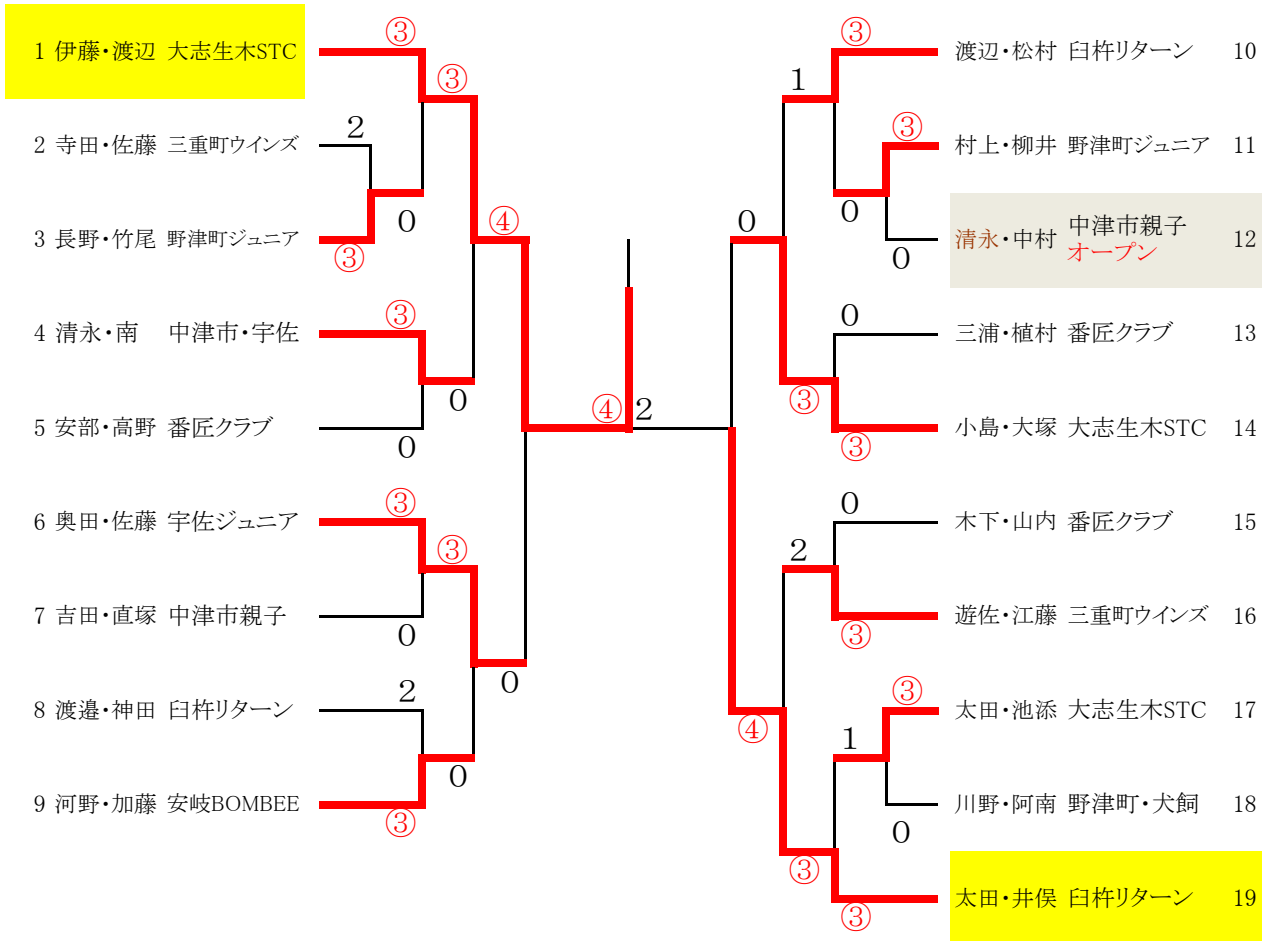 ③
1 伊藤・渡辺 大志生木STC
③
2 寺田・佐藤 三重町ウインズ
2
0
3 長野・竹尾 野津町ジュニア
③
④
4 清永・南 中津市・宇佐
③
0
5 安部・高野 番匠クラブ
0
④
2
6 奥田・佐藤 宇佐ジュニア
③
③
7 吉田・直塚 中津市親子
0
0
8 渡邉・神田 臼杵リターン
2
0
9 河野・加藤 安岐BOMBEE
③
③
渡辺・松村 臼杵リターン 10
1
③
村上・柳井 野津町ジュニア 11
0
0
清永・中村 中津市親子 12
オープン
0
0
三浦・植村 番匠クラブ 13
③
小島・大塚 大志生木STC 14
③
0
木下・山内 番匠クラブ 15
2
遊佐・江藤 三重町ウインズ 16
③
③
太田・池添 大志生木STC 17
④
1
川野・阿南 野津町・犬飼 18
0
③
太田・井俣 臼杵リターン 19
③